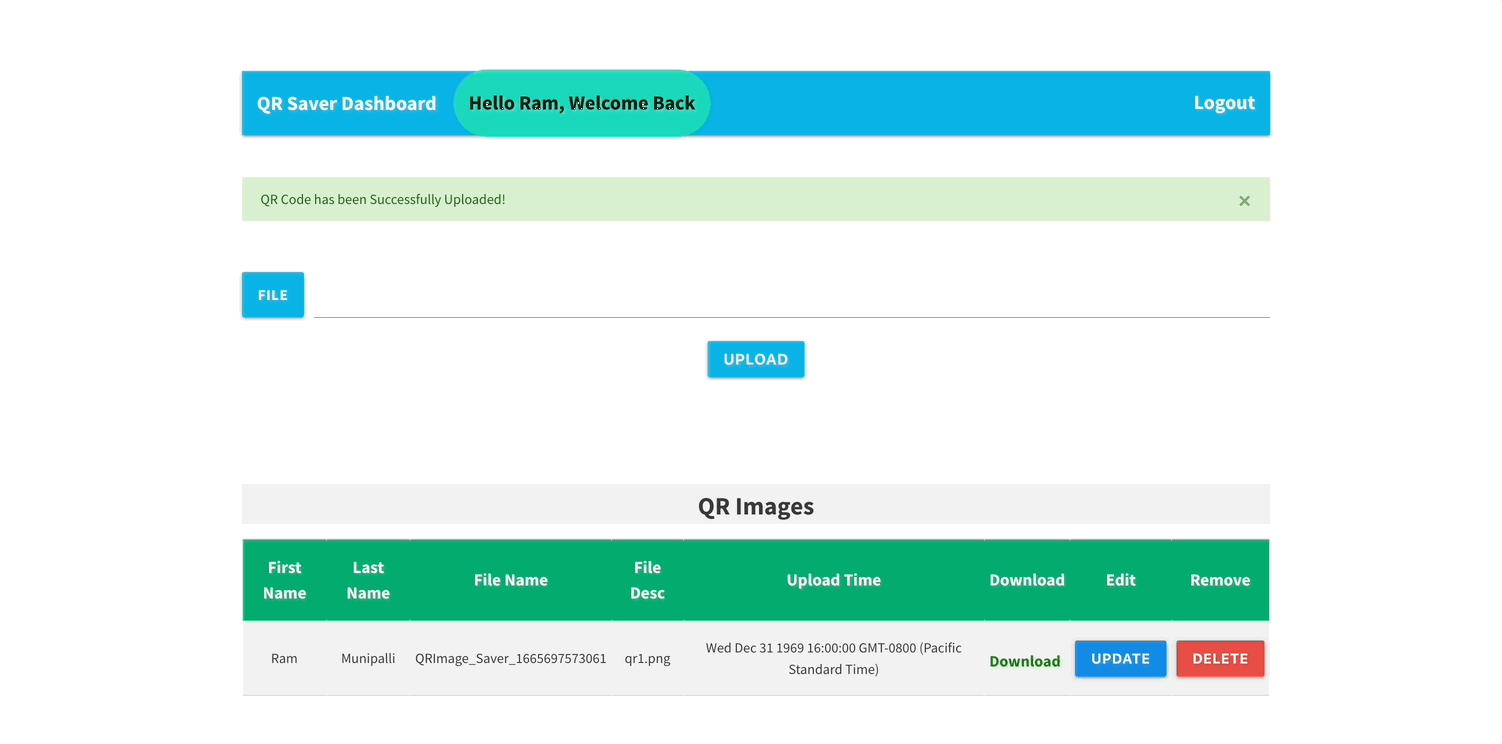 QR Saver Dashboard Hello Ram, Welcome Back Logout
QR Code has been Successfully Uploaded! ×
FILE
UPLOAD
QR Images
First Name Last Name File Name File Desc Upload Time Download Edit Remove
Ram Munipalli QRImage_Saver_1665697573061 qr1.png Wed Dec 31 1969 16:00:00 GMT-0800 (Pacific Standard Time) Download UPDATE DELETE